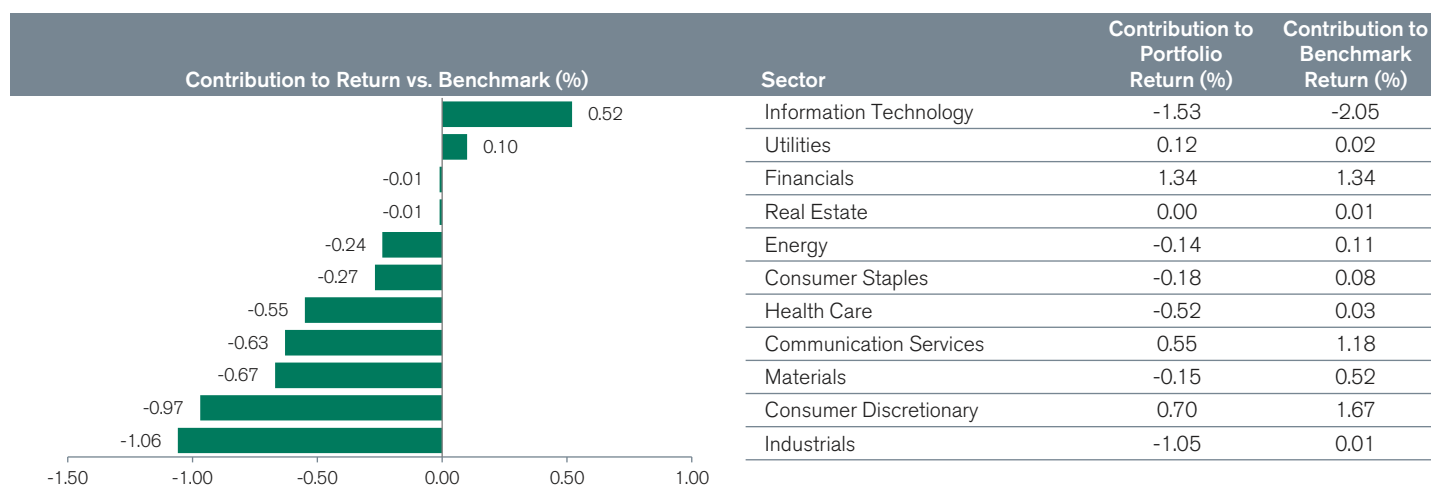 Contribution to Return vs. Benchmark (%)
Sector
Contribution to
Portfolio
Return (%)
Contribution to
Benchmark
Return (%)
0.52
Information Technology -1.53 -2.05
0.10
Utilities 0.12 0.02
-0.01
Financials 1.34 1.34
-0.01
Real Estate 0.00 0.01
-0.24
Energy -0.14 0.11
-0.27
Consumer Staples -0.18 0.08
-0.55
Health Care -0.52 0.03
-0.63
Communication Services 0.55 1.18
-0.67
Materials -0.15 0.52
-0.97
Consumer Discretionary 0.70 1.67
-1.06
Industrials -1.05 0.01
-1.50 -1.00 -0.50 0.00 0.50 1.00